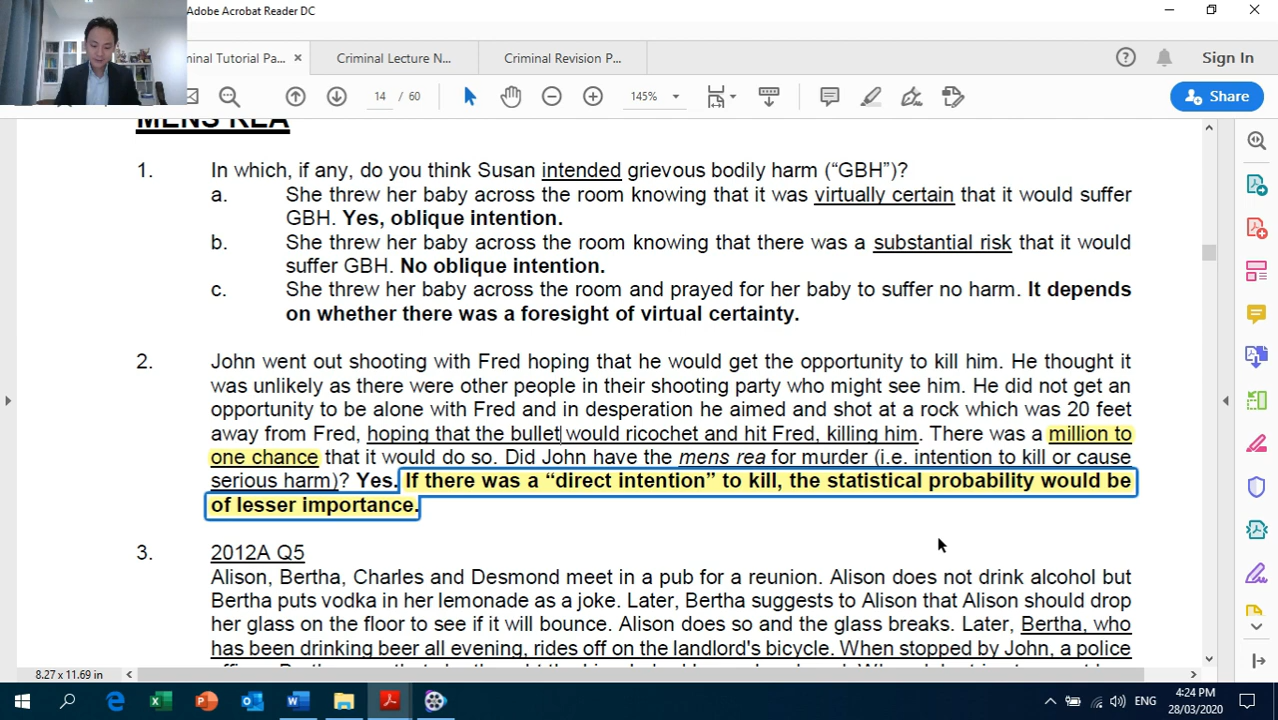 Adobe Acrobat Reader DC
minal Tutorial Pa... × Criminal Lecture N... Criminal Revision P... Sign In
14 / 60 145% Share
MENS REA
1. In which, if any, do you think Susan intended grievous bodily harm (“GBH”)?
a. She threw her baby across the room knowing that it was virtually certain that it would suffer
GBH. Yes, oblique intention.
b. She threw her baby across the room knowing that there was a substantial risk that it would
suffer GBH. No oblique intention.
c. She threw her baby across the room and prayed for her baby to suffer no harm. It depends
on whether there was a foresight of virtual certainty.
2. John went out shooting with Fred hoping that he would get the opportunity to kill him. He thought it
was unlikely as there were other people in their shooting party who might see him. He did not get an
opportunity to be alone with Fred and in desperation he aimed and shot at a rock which was 20 feet
away from Fred, hoping that the bullet would ricochet and hit Fred, killing him. There was a million to
one chance that it would do so. Did John have the mens rea for murder (i.e. intention to kill or cause
serious harm)? Yes. If there was a “direct intention” to kill, the statistical probability would be
of lesser importance.
3. 2012A Q5
Alison, Bertha, Charles and Desmond meet in a pub for a reunion. Alison does not drink alcohol but
Bertha puts vodka in her lemonade as a joke. Later, Bertha suggests to Alison that Alison should drop
her glass on the floor to see if it will bounce. Alison does so and the glass breaks. Later, Bertha, who
has been drinking beer all evening, rides off on the landlord's bicycle. When stopped by John, a police
8.27 x 11.69 in
ENG
4:24 PM
28/03/2020